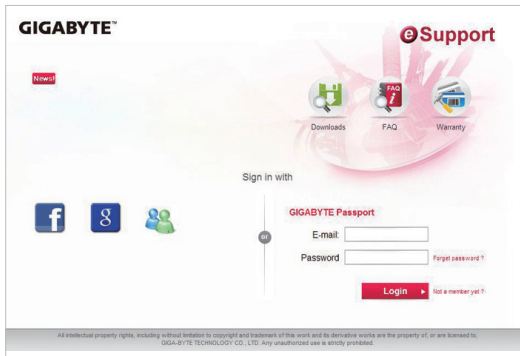 GIGABYTE™
eSupport
News!
FAQ
Downloads
FAQ
Warranty
Sign in with
f
g
or
GIGABYTE Passport
E-mail:
Password
Forget password ?
Login
Not a member yet ?
All intellectual property rights, including without limitation to copyright and trademark of this work and its derivative works are the property of, or are licensed to,
GIGA-BYTE TECHNOLOGY CO., LTD. Any unauthorized use is strictly prohibited.